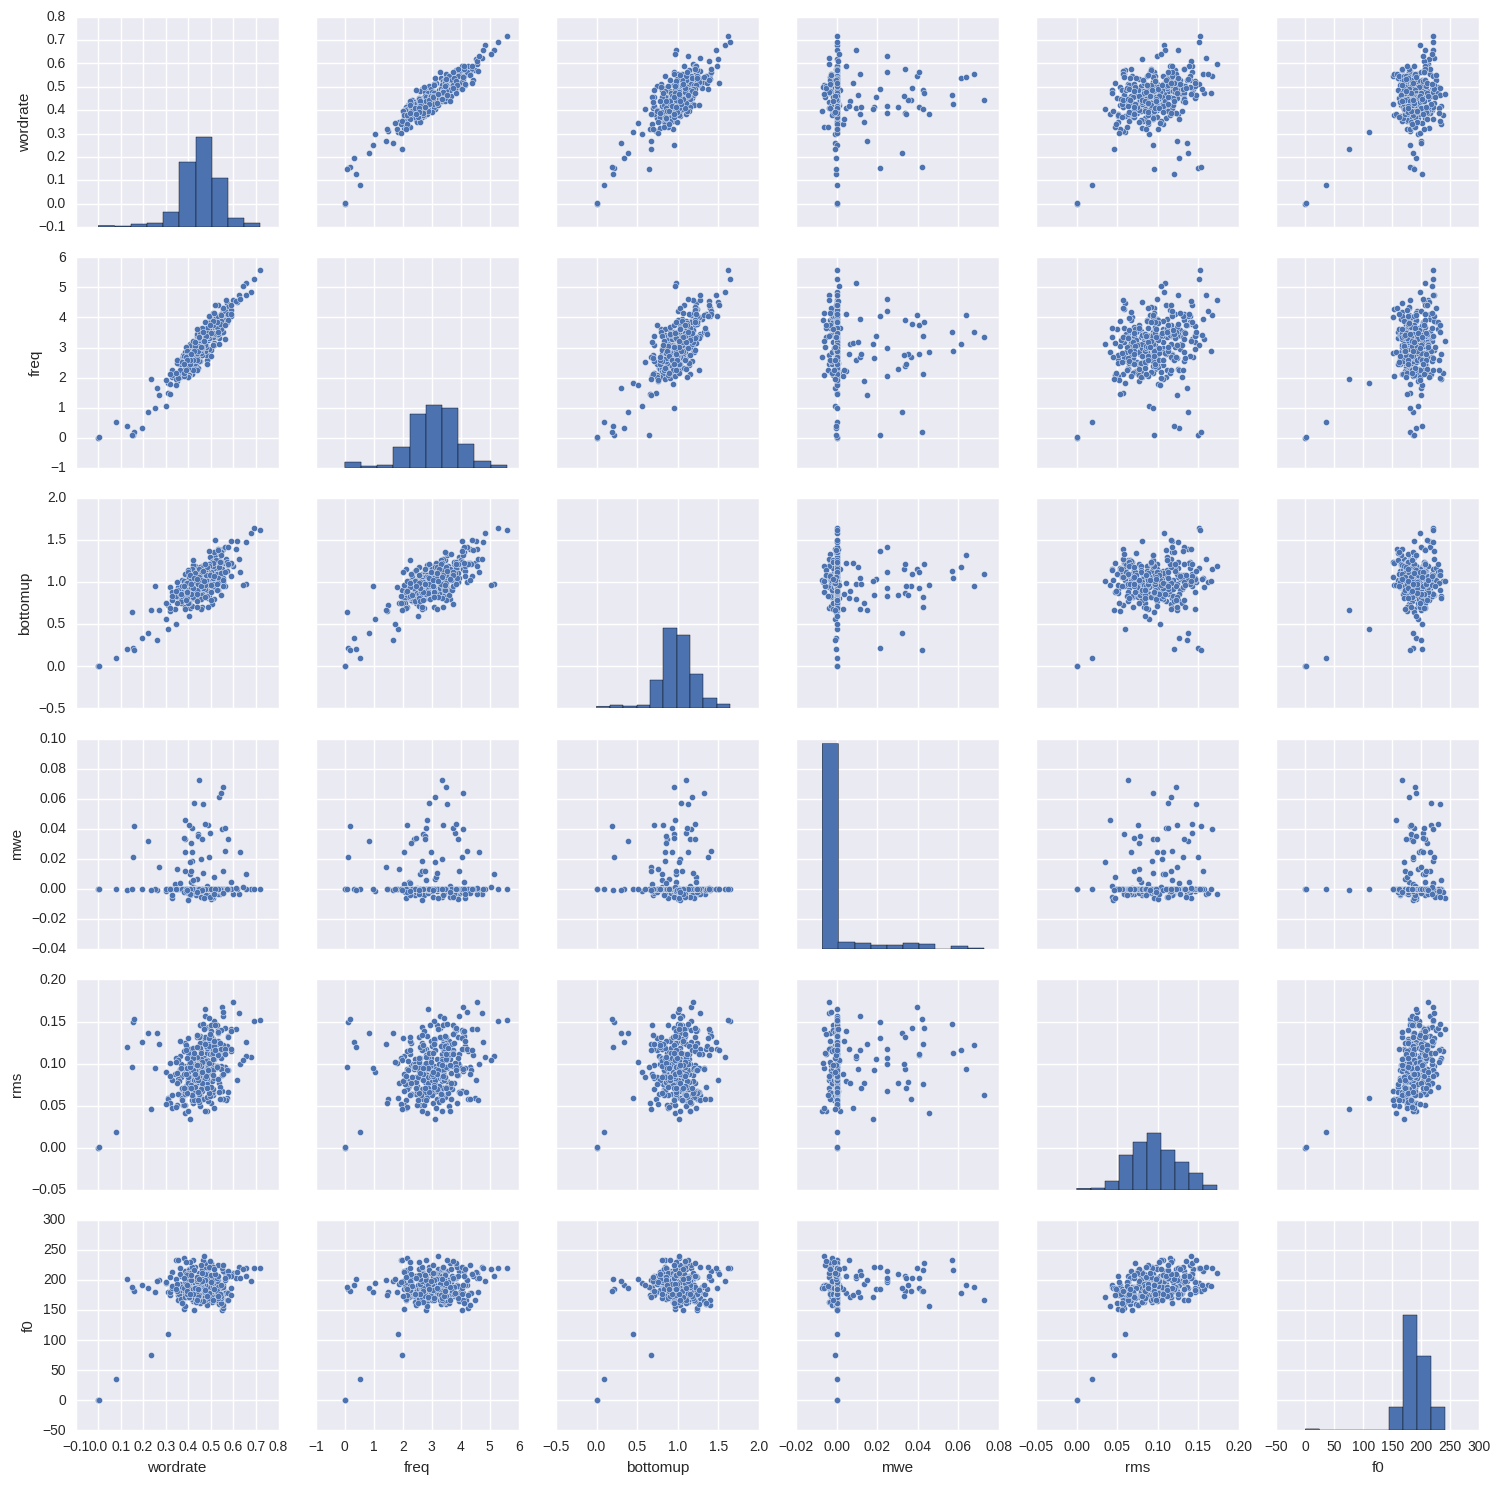 0.8
0.7
0.6
0.5
0.4
0.3
0.2
0.1
0.0
−0.1
wordrate
6
5
4
3
2
1
0
−1
freq
2.0
1.5
1.0
0.5
0.0
−0.5
bottomup
0.10
0.08
0.06
0.04
0.02
0.00
−0.02
−0.04
mwe
0.20
0.15
0.10
0.05
0.00
−0.05
rms
300
250
200
150
100
50
0
−50
f0
−0.1 0.0 0.1 0.2 0.3 0.4 0.5 0.6 0.7 0.8
wordrate
−1 0 1 2 3 4 5 6
freq
−0.5 0.0 0.5 1.0 1.5 2.0
bottomup
−0.02 0.00 0.02 0.04 0.06 0.08
mwe
−0.05 0.00 0.05 0.10 0.15 0.20
rms
−50 0 50 100 150 200 250 300
f0